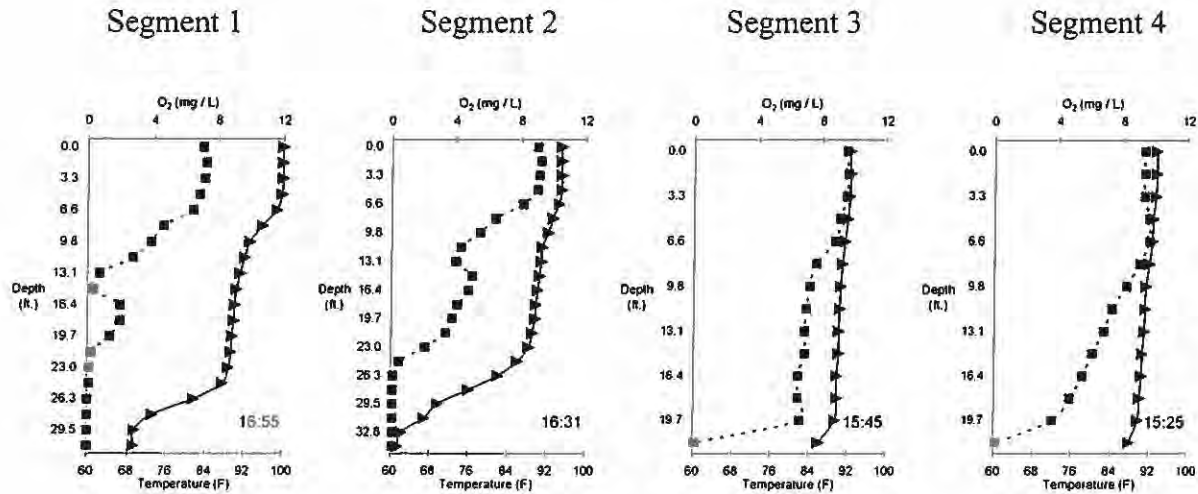 Segment 1
Segment 2
Segment 3
Segment 4
O₂ (mg / L)
0 4 8 12
0.0
3.3
6.6
9.8
13.1
Depth
(ft.)
16.4
19.7
23.0
26.3
29.5
16:55
60 68 76 84 92 100
Temperature (F)
O₂ (mg / L)
0 4 8 12
0.0
3.3
6.6
9.8
13.1
Depth
(ft.)
16.4
19.7
23.0
26.3
29.5
32.8
16:31
60 68 76 84 92 100
Temperature (F)
O₂ (mg / L)
0 4 8 12
0.0
3.3
6.6
9.8
Depth
(ft.)
13.1
16.4
19.7
15:45
60 68 76 84 92 100
Temperature (F)
O₂ (mg / L)
0 4 8 12
0.0
3.3
6.6
9.8
Depth
(ft.)
13.1
16.4
19.7
15:25
60 68 76 84 92 100
Temperature (F)